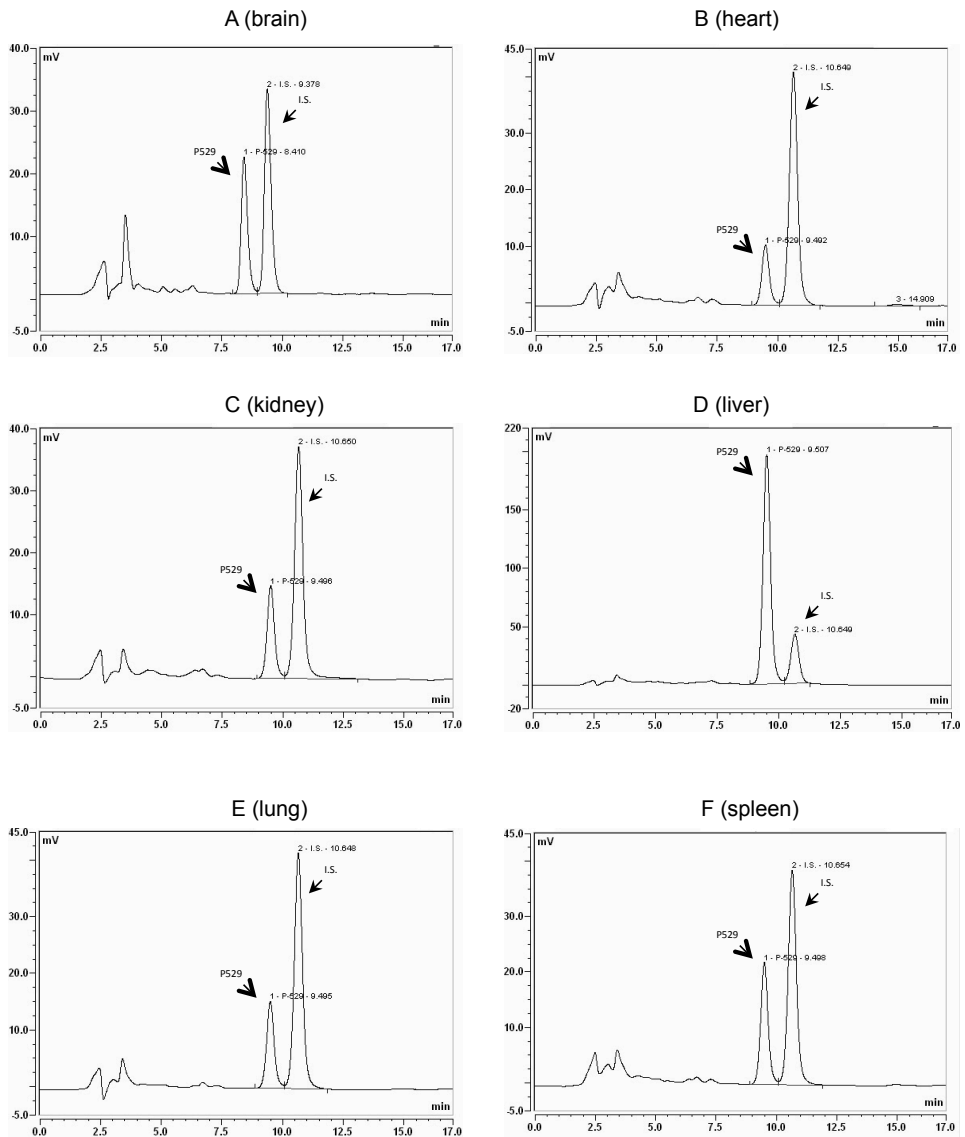 A (brain)
40.0
mV
2 - I.S. - 9.378
I.S.
30.0
P529
1 - P-529 - 8.410
20.0
10.0
-5.0
min
0.0 2.5 5.0 7.5 10.0 12.5 15.0 17.0
B (heart)
45.0
mV
2 - I.S. - 10.649
I.S.
30.0
20.0
P529
10.0
1 - P-529 - 9.492
3 - 14.909
-5.0
min
0.0 2.5 5.0 7.5 10.0 12.5 15.0 17.0
C (kidney)
40.0
mV
2 - I.S. - 10.650
I.S.
30.0
20.0
P529
1 - P-529 - 9.496
10.0
-5.0
min
0.0 2.5 5.0 7.5 10.0 12.5 15.0 17.0
D (liver)
220
mV
P529
1 - P-529 - 9.507
150
100
I.S.
50
2 - I.S. - 10.649
-20
min
0.0 2.5 5.0 7.5 10.0 12.5 15.0 17.0
E (lung)
45.0
mV
2 - I.S. - 10.648
I.S.
30.0
20.0
P529
1 - P-529 - 9.495
10.0
-5.0
min
0.0 2.5 5.0 7.5 10.0 12.5 15.0 17.0
F (spleen)
45.0
mV
2 - I.S. - 10.654
I.S.
30.0
P529
1 - P-529 - 9.498
20.0
10.0
-5.0
min
0.0 2.5 5.0 7.5 10.0 12.5 15.0 17.0